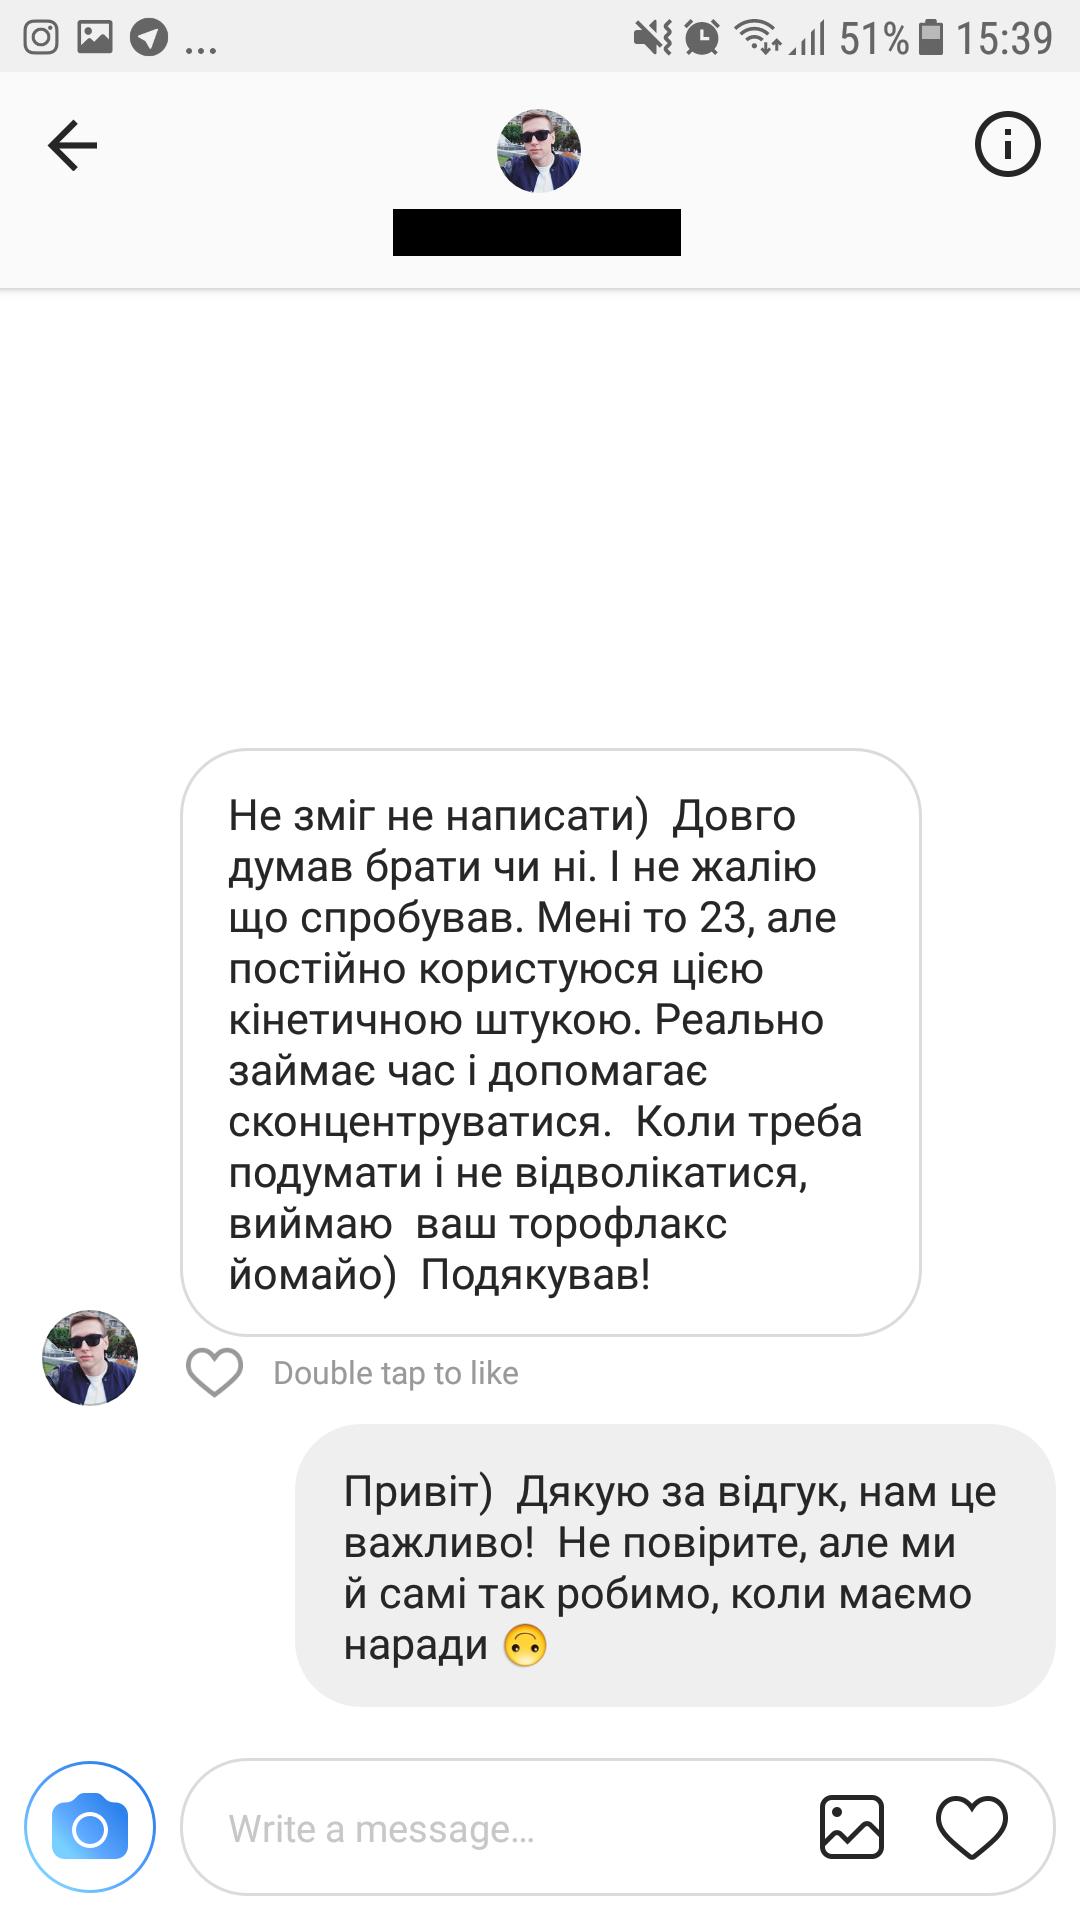 ... 51% 15:39
Не зміг не написати)  Довго
думав брати чи ні. І не жалію
що спробував. Мені то 23, але
постійно користуюся цією
кінетичною штукою. Реально
займає час і допомагає
сконцентруватися.  Коли треба
подумати і не відволікатися,
виймаю  ваш торофлакс
йомайо)  Подякував!
Double tap to like
Привіт)  Дякую за відгук, нам це
важливо!  Не повірите, але ми
й самі так робимо, коли маємо
наради 🙃
Write a message...